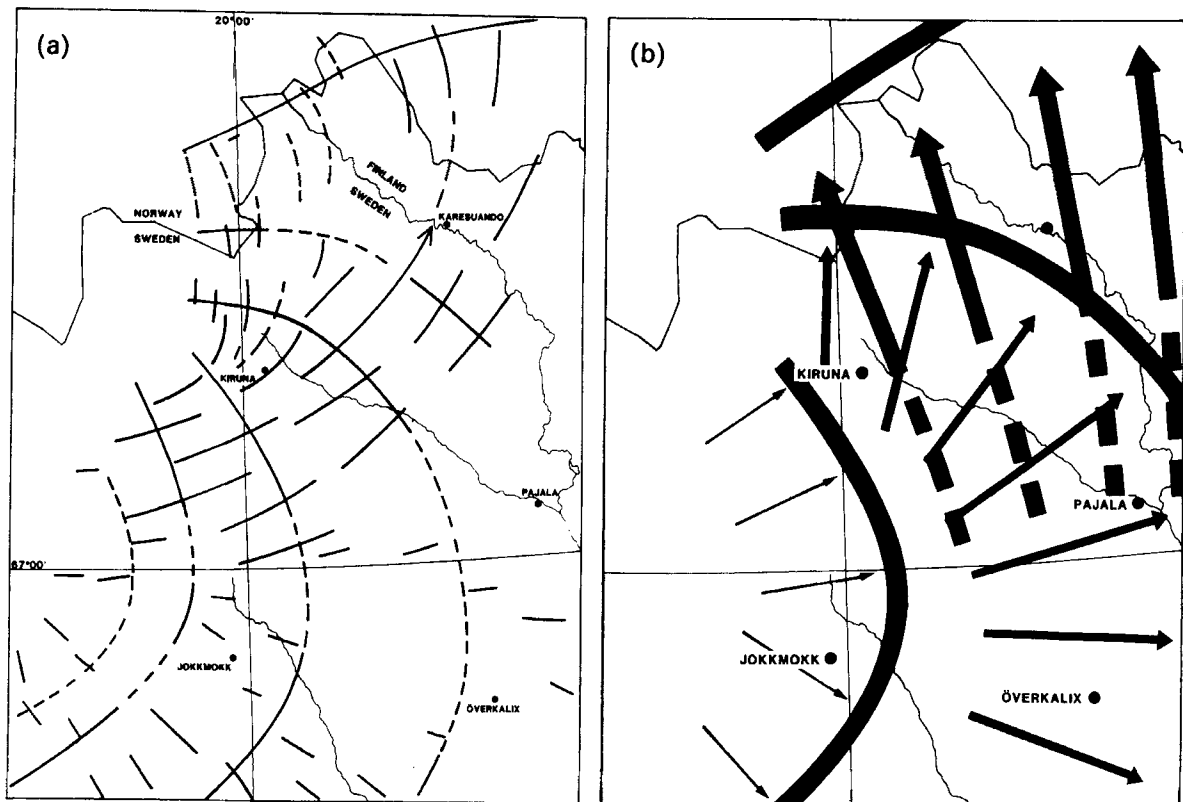 (a)
20°00'
FINLAND
SWEDEN
NORWAY
SWEDEN
KARESUANDO
KIRUNA
PAJALA
67°00'
JOKKMOKK
ÖVERKALIX
(b)
KIRUNA
PAJALA
JOKKMOKK
ÖVERKALIX